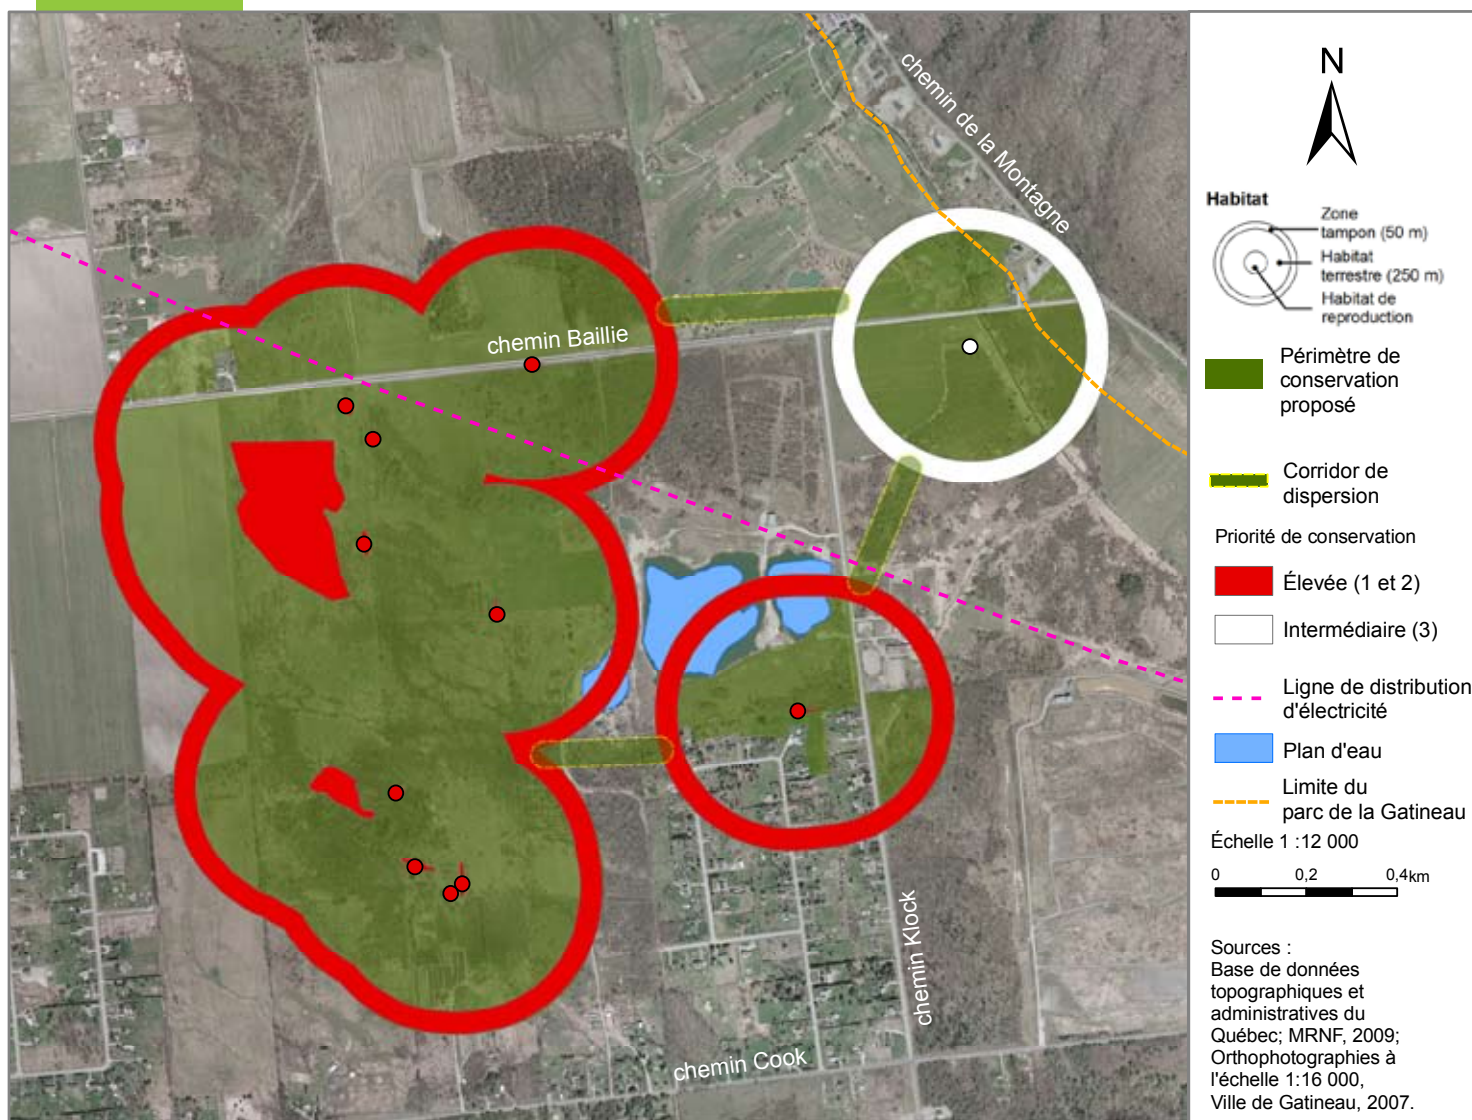 chemin de la Montagne
chemin Baillie
chemin Klock
chemin Cook
N
Habitat
Zone
tampon (50 m)
Habitat
terrestre (250 m)
Habitat de
reproduction
Périmètre de
conservation
proposé
Corridor de
dispersion
Priorité de conservation
Élevée (1 et 2)
Intermédiaire (3)
Ligne de distribution
d'électricité
Plan d'eau
Limite du
parc de la Gatineau
Échelle 1 :12 000
0 0,2 0,4km
Sources :
Base de données
topographiques et
administratives du
Québec; MRNF, 2009;
Orthophotographies à
l'échelle 1:16 000,
Ville de Gatineau, 2007.